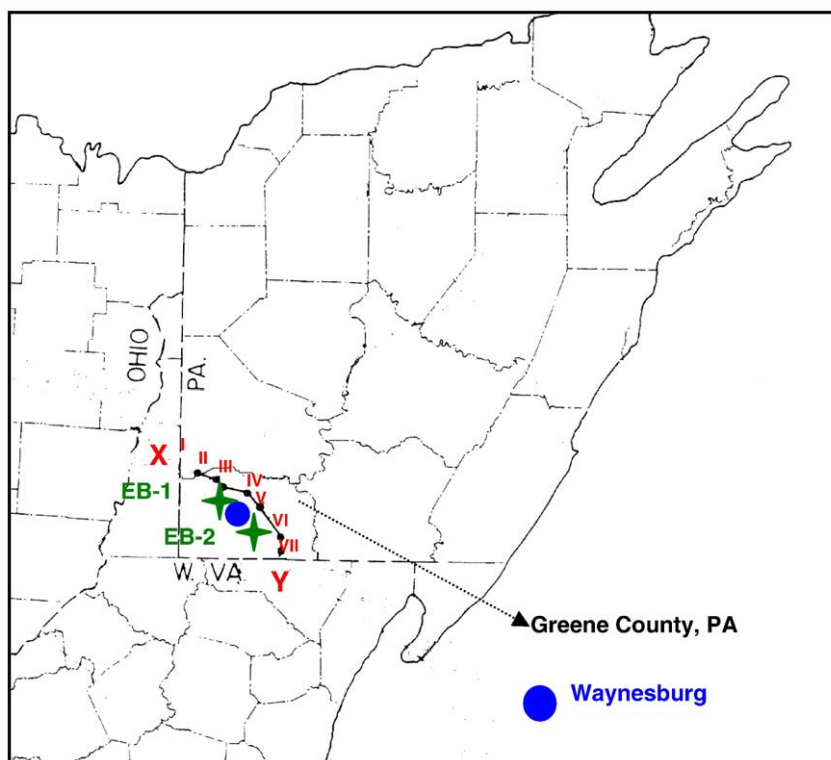 OHIO
PA.
X
I
II
III
IV
V
VI
VII
EB-1
EB-2
W. VA.
Y
Greene County, PA
Waynesburg